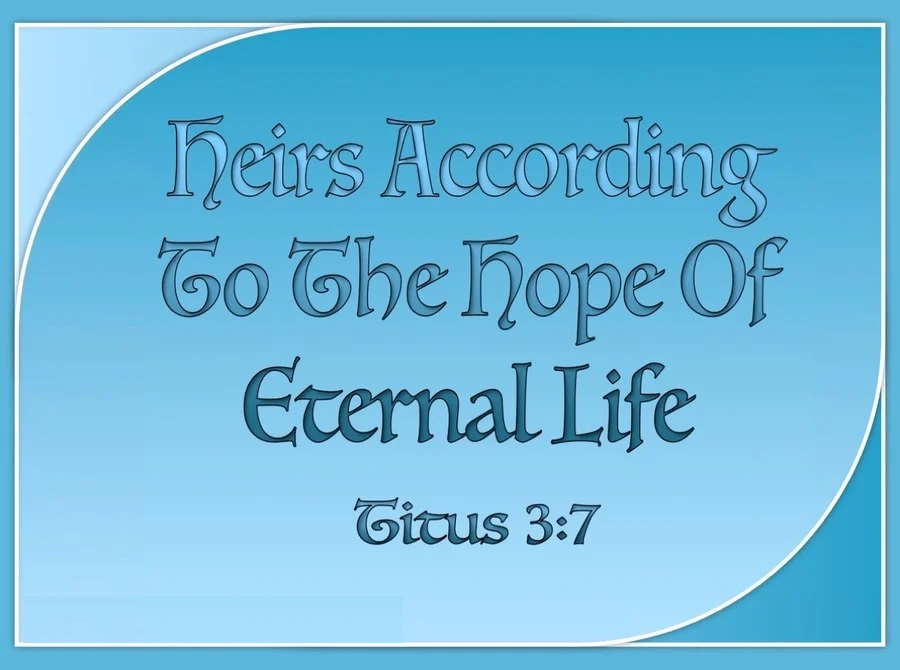 Heirs According
To The Hope Of
Eternal Life
Titus 3:7